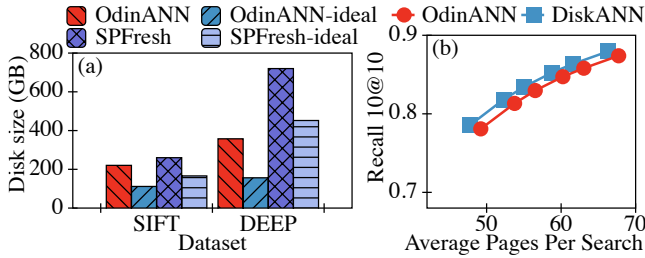 OdinANN OdinANN-ideal
SPFresh SPFresh-ideal
(a)
Disk size (GB)
800
600
400
200
0
SIFT DEEP
Dataset
OdinANN DiskANN
(b)
Recall 10@10
0.9
0.8
0.7
50 60 70
Average Pages Per Search